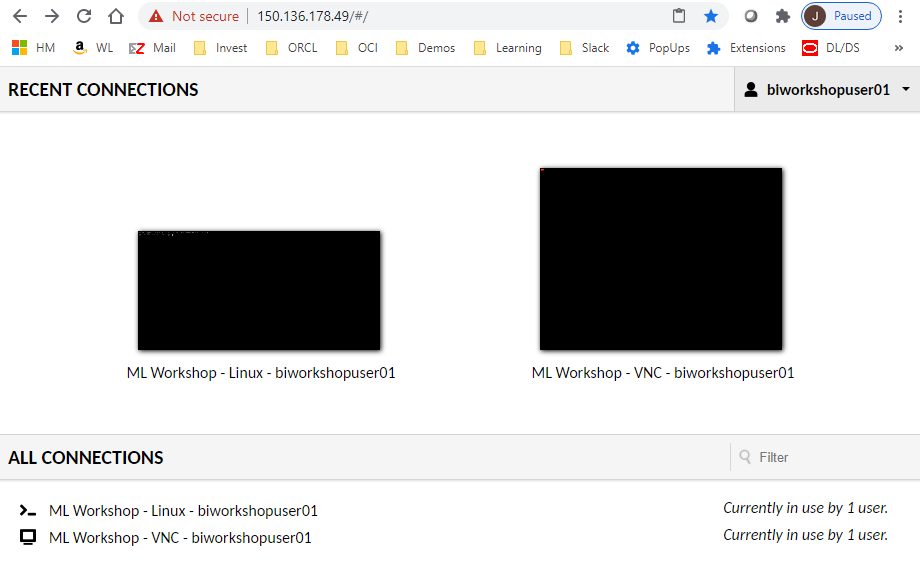 Not secure 150.136.178.49/#/
J Paused
HM WL Mail Invest ORCL OCI Demos Learning Slack PopUps Extensions DL/DS »
RECENT CONNECTIONS
biworkshopuser01
ML Workshop - Linux - biworkshopuser01
ML Workshop - VNC - biworkshopuser01
ALL CONNECTIONS
Filter
ML Workshop - Linux - biworkshopuser01 Currently in use by 1 user.
ML Workshop - VNC - biworkshopuser01 Currently in use by 1 user.